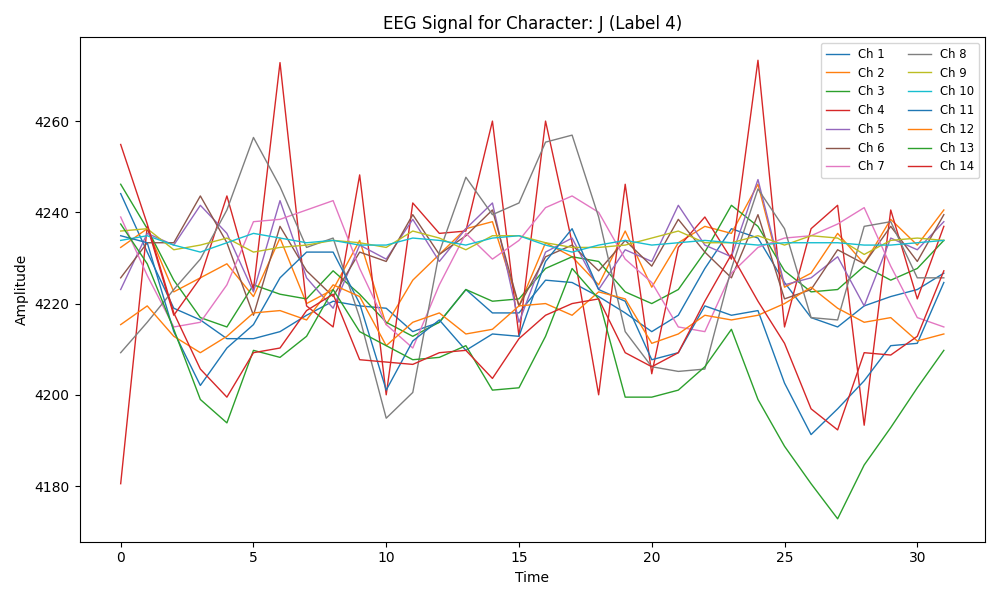 EEG Signal for Character: J (Label 4)
Amplitude
4260
4240
4220
4200
4180
0 5 10 15 20 25 30
Time
Ch 1 Ch 8
Ch 2 Ch 9
Ch 3 Ch 10
Ch 4 Ch 11
Ch 5 Ch 12
Ch 6 Ch 13
Ch 7 Ch 14